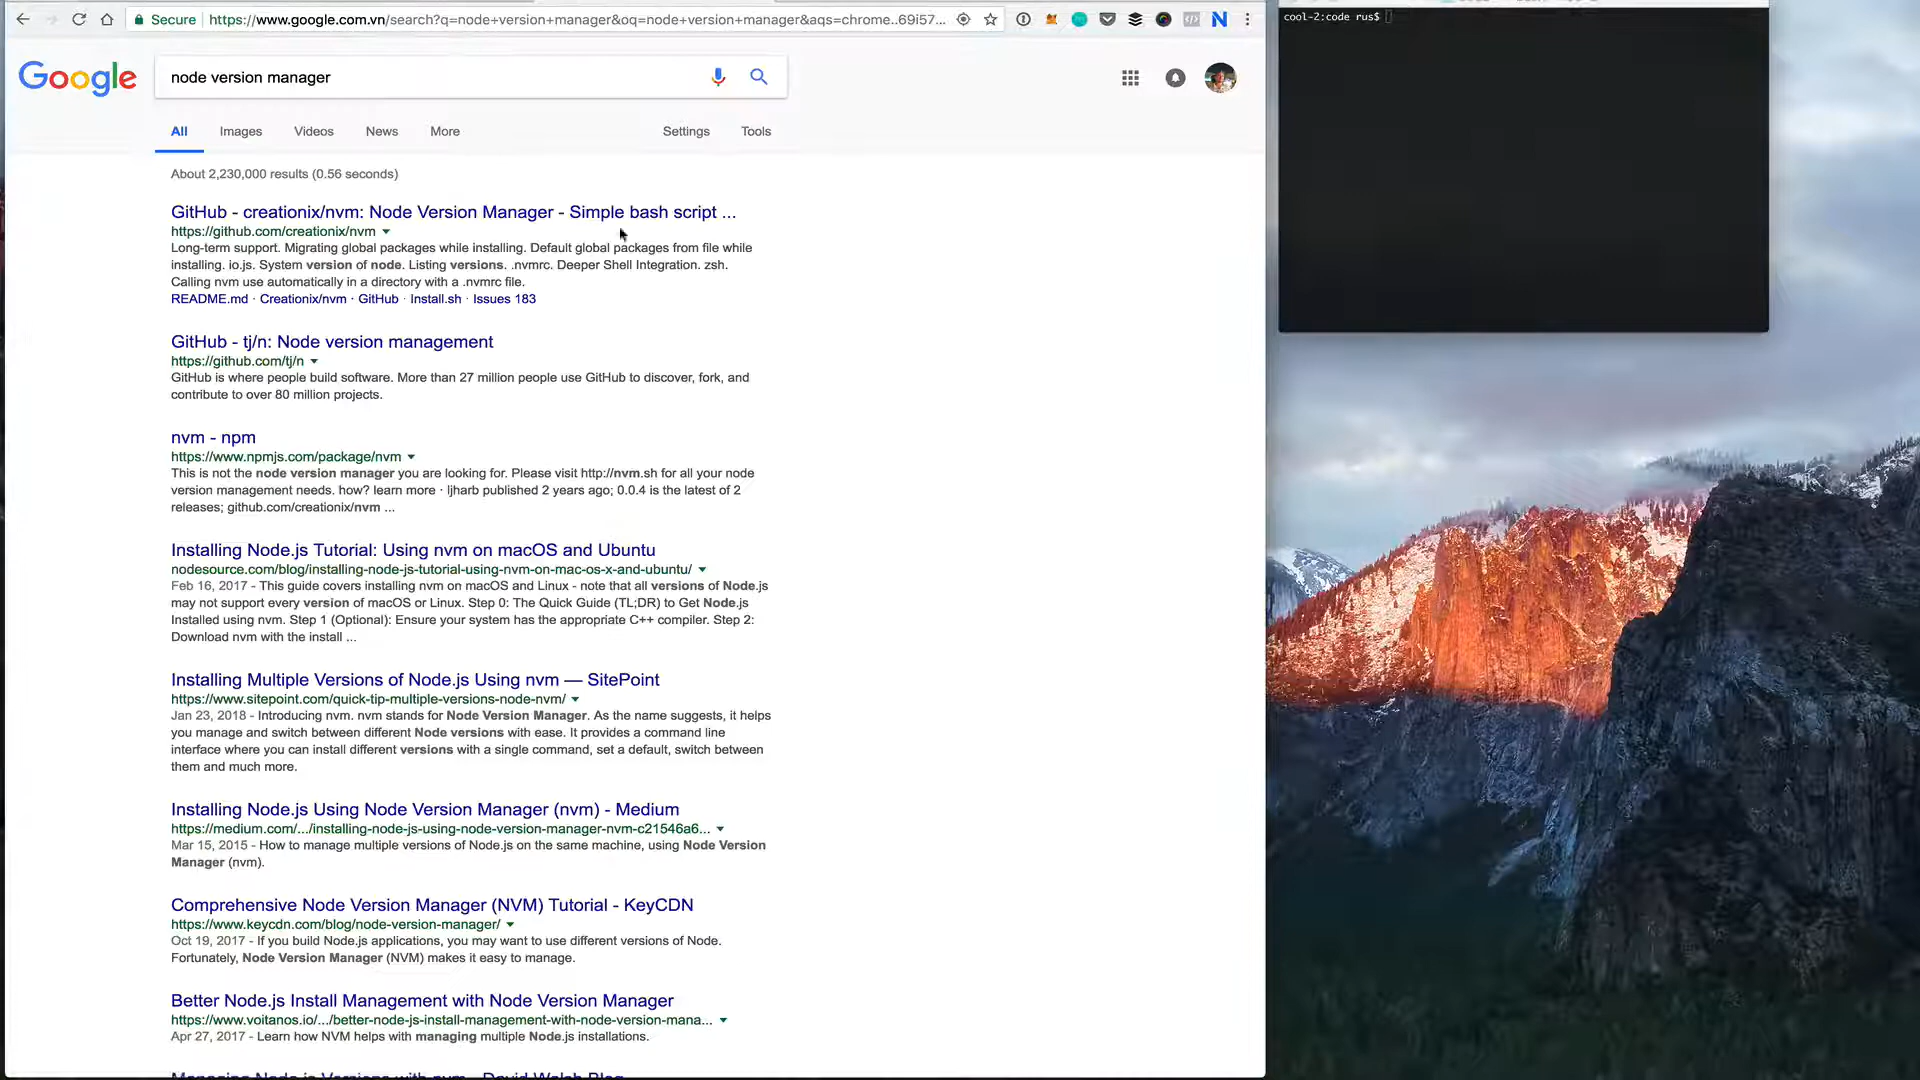 Secure https://www.google.com.vn/search?q=node+version+manager&oq=node+version+manager&aqs=chrome..69i57...
cool-2:code rus$
Google
node version manager
All Images Videos News More Settings Tools
About 2,230,000 results (0.56 seconds)
GitHub - creationix/nvm: Node Version Manager - Simple bash script ...
https://github.com/creationix/nvm
Long-term support. Migrating global packages while installing. Default global packages from file while
installing. io.js. System version of node. Listing versions. .nvmrc. Deeper Shell Integration. zsh.
Calling nvm use automatically in a directory with a .nvmrc file.
README.md · Creationix/nvm · GitHub · Install.sh · Issues 183
GitHub - tj/n: Node version management
https://github.com/tj/n
GitHub is where people build software. More than 27 million people use GitHub to discover, fork, and
contribute to over 80 million projects.
nvm - npm
https://www.npmjs.com/package/nvm
This is not the node version manager you are looking for. Please visit http://nvm.sh for all your node
version management needs. how? learn more · ljharb published 2 years ago; 0.0.4 is the latest of 2
releases; github.com/creationix/nvm ...
Installing Node.js Tutorial: Using nvm on macOS and Ubuntu
nodesource.com/blog/installing-node-js-tutorial-using-nvm-on-mac-os-x-and-ubuntu/
Feb 16, 2017 - This guide covers installing nvm on macOS and Linux - note that all versions of Node.js
may not support every version of macOS or Linux. Step 0: The Quick Guide (TL;DR) to Get Node.js
Installed using nvm. Step 1 (Optional): Ensure your system has the appropriate C++ compiler. Step 2:
Download nvm with the install ...
Installing Multiple Versions of Node.js Using nvm — SitePoint
https://www.sitepoint.com/quick-tip-multiple-versions-node-nvm/
Jan 23, 2018 - Introducing nvm. nvm stands for Node Version Manager. As the name suggests, it helps
you manage and switch between different Node versions with ease. It provides a command line
interface where you can install different versions with a single command, set a default, switch between
them and much more.
Installing Node.js Using Node Version Manager (nvm) - Medium
https://medium.com/.../installing-node-js-using-node-version-manager-nvm-c21546a6...
Mar 15, 2015 - How to manage multiple versions of Node.js on the same machine, using Node Version
Manager (nvm).
Comprehensive Node Version Manager (NVM) Tutorial - KeyCDN
https://www.keycdn.com/blog/node-version-manager/
Oct 19, 2017 - If you build Node.js applications, you may want to use different versions of Node.
Fortunately, Node Version Manager (NVM) makes it easy to manage.
Better Node.js Install Management with Node Version Manager
https://www.voitanos.io/.../better-node-js-install-management-with-node-version-mana...
Apr 27, 2017 - Learn how NVM helps with managing multiple Node.js installations.
Managing Node.js Versions with nvm - David Walsh Blog